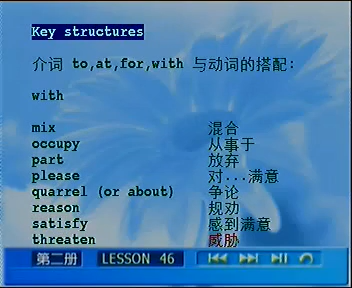 Key structures
介词 to,at,for,with 与动词的搭配:
with
mix 混合
occupy 从事于
part 放弃
please 对...满意
quarrel (or about) 争论
reason 规劝
satisfy 感到满意
threaten 威胁
第二册 LESSON 46